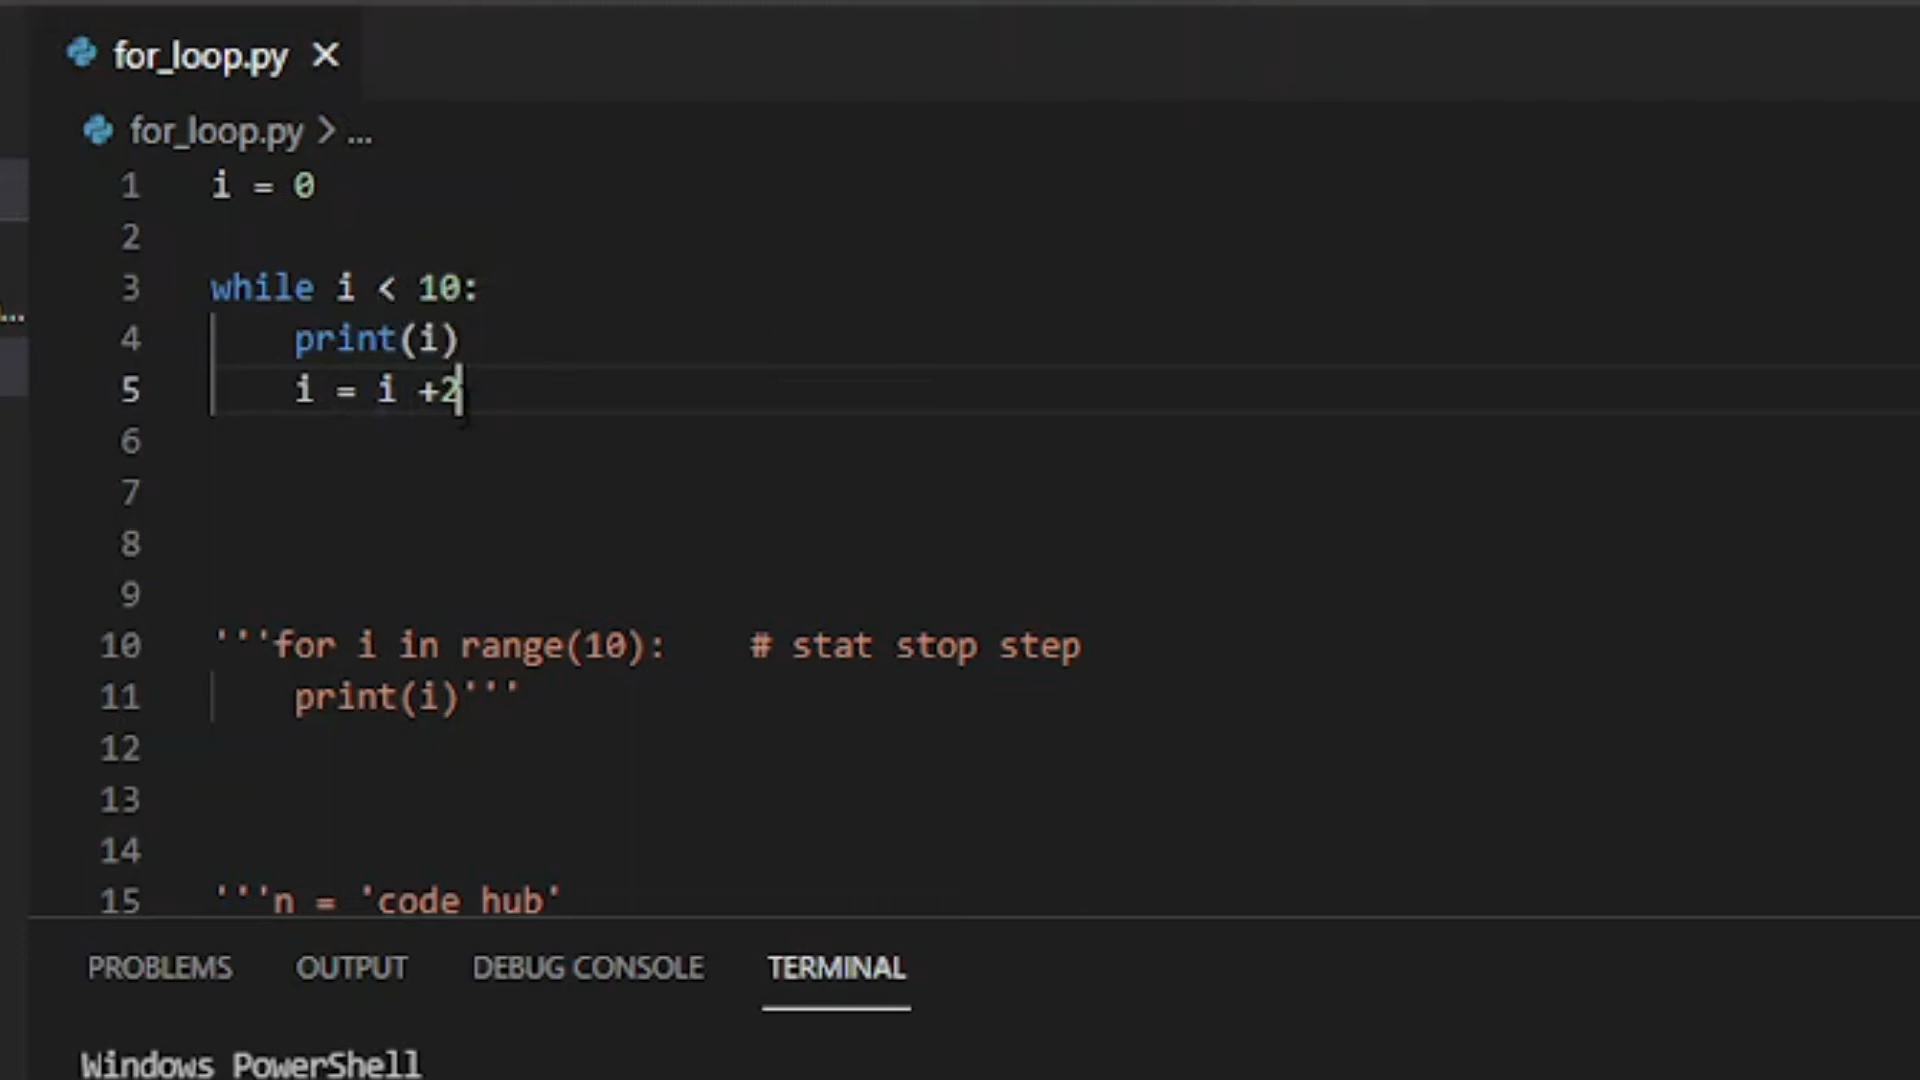 for_loop.py ×
for_loop.py > ...
1 i = 0
2
3 while i < 10:
4     print(i)
5     i = i +2
6
7
8
9
10 '''for i in range(10):    # stat stop step
11     print(i)'''
12
13
14
15 '''n = 'code hub'
PROBLEMS OUTPUT DEBUG CONSOLE TERMINAL
Windows PowerShell